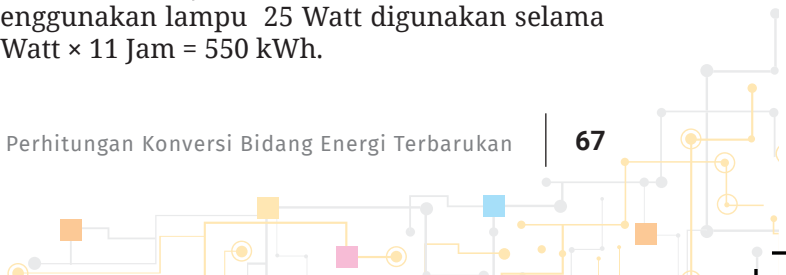 enggunakan lampu 25 Watt digunakan selama
Watt × 11 Jam = 550 kWh.
Perhitungan Konversi Bidang Energi Terbarukan 67